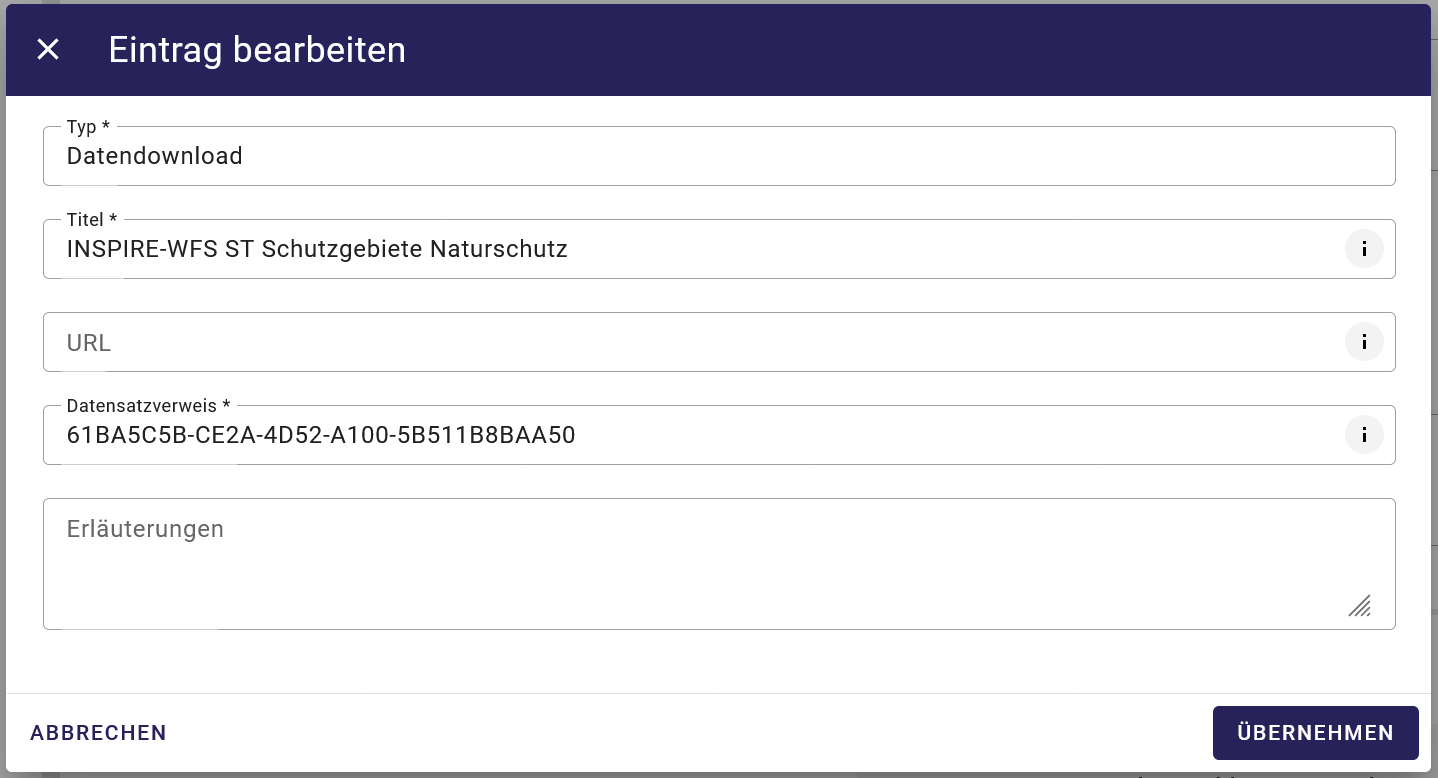 Eintrag bearbeiten
Typ *
Datendownload
Titel *
INSPIRE-WFS ST Schutzgebiete Naturschutz
URL
Datensatzverweis *
61BA5C5B-CE2A-4D52-A100-5B511B8BAA50
Erläuterungen
ABBRECHEN
ÜBERNEHMEN